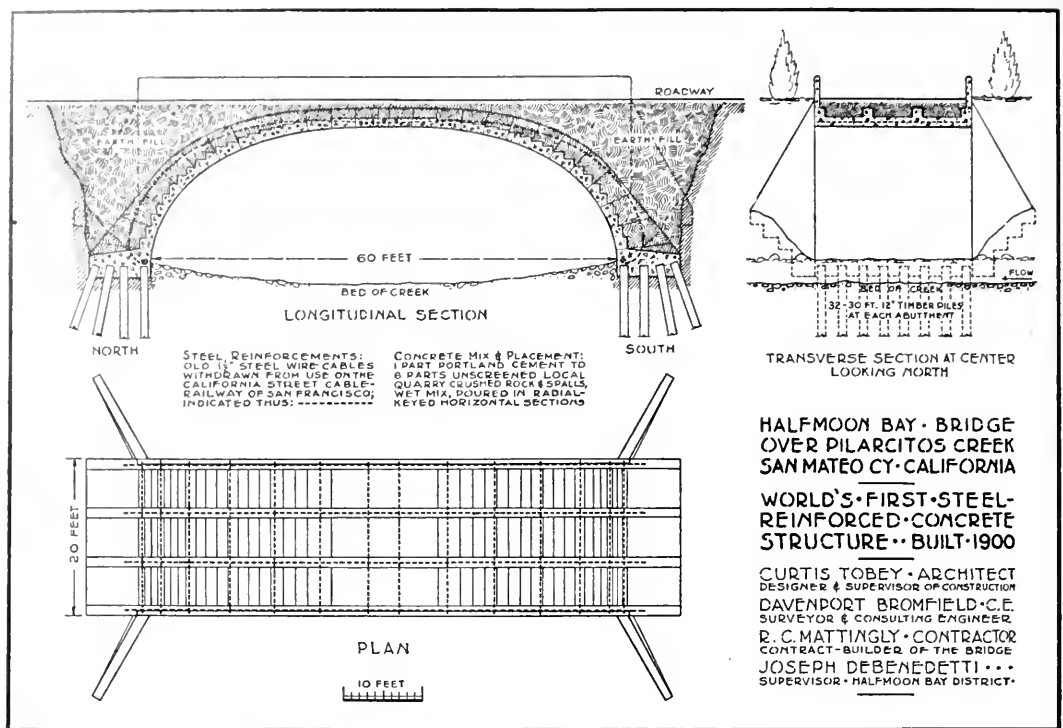 ROADWAY
EARTH FILL
EARTH FILL
60 FEET
BED OF CREEK
LONGITUDINAL SECTION
NORTH
SOUTH
STEEL REINFORCEMENTS:
OLD 1½" STEEL WIRE CABLES
WITHDRAWN FROM USE ON THE
CALIFORNIA STREET CABLE-
RAILWAY OF SAN FRANCISCO;
INDICATED THUS: ---------
CONCRETE MIX & PLACEMENT:
1 PART PORTLAND CEMENT TO
6 PARTS UNSCREENED LOCAL
QUARRY CRUSHED ROCK & SPALLS,
WET MIX, POURED IN RADIAL-
KEYED HORIZONTAL SECTIONS
FLOW
BED OF CREEK
32-30 FT. 12" TIMBER PILES
AT EACH ABUTTMENT
TRANSVERSE SECTION AT CENTER
LOOKING NORTH
20 FEET
PLAN
10 FEET
HALFMOON BAY · BRIDGE
OVER PILARCITOS CREEK
SAN MATEO CY · CALIFORNIA
WORLD'S · FIRST · STEEL-
REINFORCED · CONCRETE
STRUCTURE · · BUILT · 1900
CURTIS TOBEY · ARCHITECT
DESIGNER & SUPERVISOR OF CONSTRUCTION
DAVENPORT BROMFIELD · C.E.
SURVEYOR & CONSULTING ENGINEER
R. C. MATTINGLY · CONTRACTOR
CONTRACT-BUILDER OF THE BRIDGE
JOSEPH DEBENEDETTI · · ·
SUPERVISOR · HALFMOON BAY DISTRICT ·